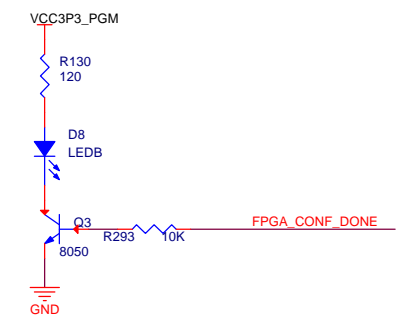 VCC3P3_PGM
R130
120
D8
LEDB
Q3
FPGA_CONF_DONE
R293
10K
8050
GND